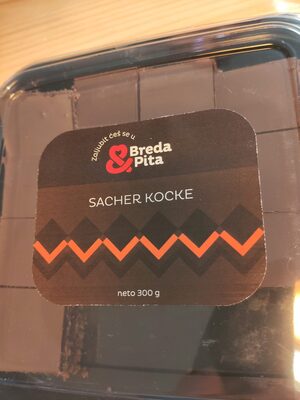 Zaljubit ćeš se u
Breda
& Pita
SACHER KOCKE
neto 300 g